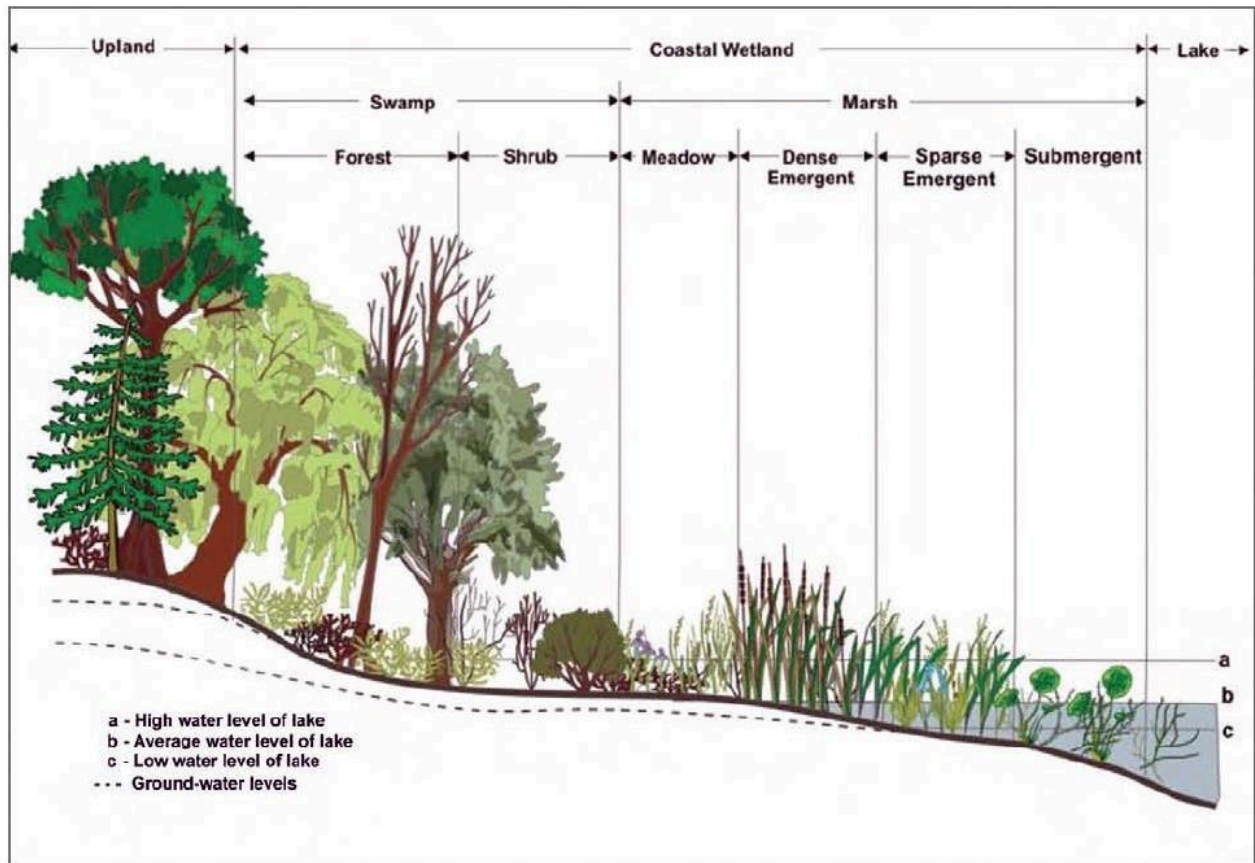 Upland
Coastal Wetland
Lake
Swamp
Marsh
Forest
Shrub
Meadow
Dense
Emergent
Sparse
Emergent
Submergent
a
b
c
a - High water level of lake
b - Average water level of lake
c - Low water level of lake
--- Ground-water levels